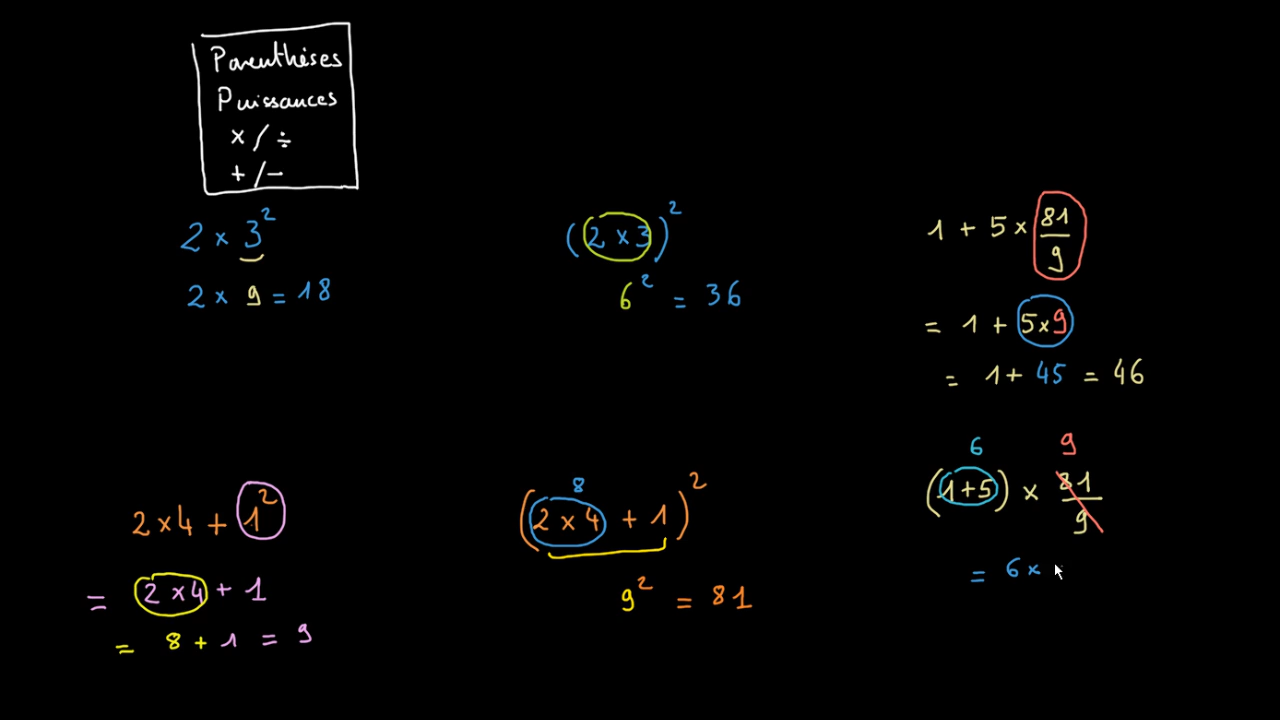 Parenthèses
Puissances
× / ÷
+ / −
2 × 3²
2 × 9 = 18
(2 × 3)²
6² = 36
1 + 5 × 81/9
= 1 + 5×9
= 1 + 45 = 46
2×4 + 1²
= 2×4 + 1
= 8 + 1 = 9
8
(2 × 4 + 1)²
9² = 81
6 9
(1+5) × 81/9
= 6 ×